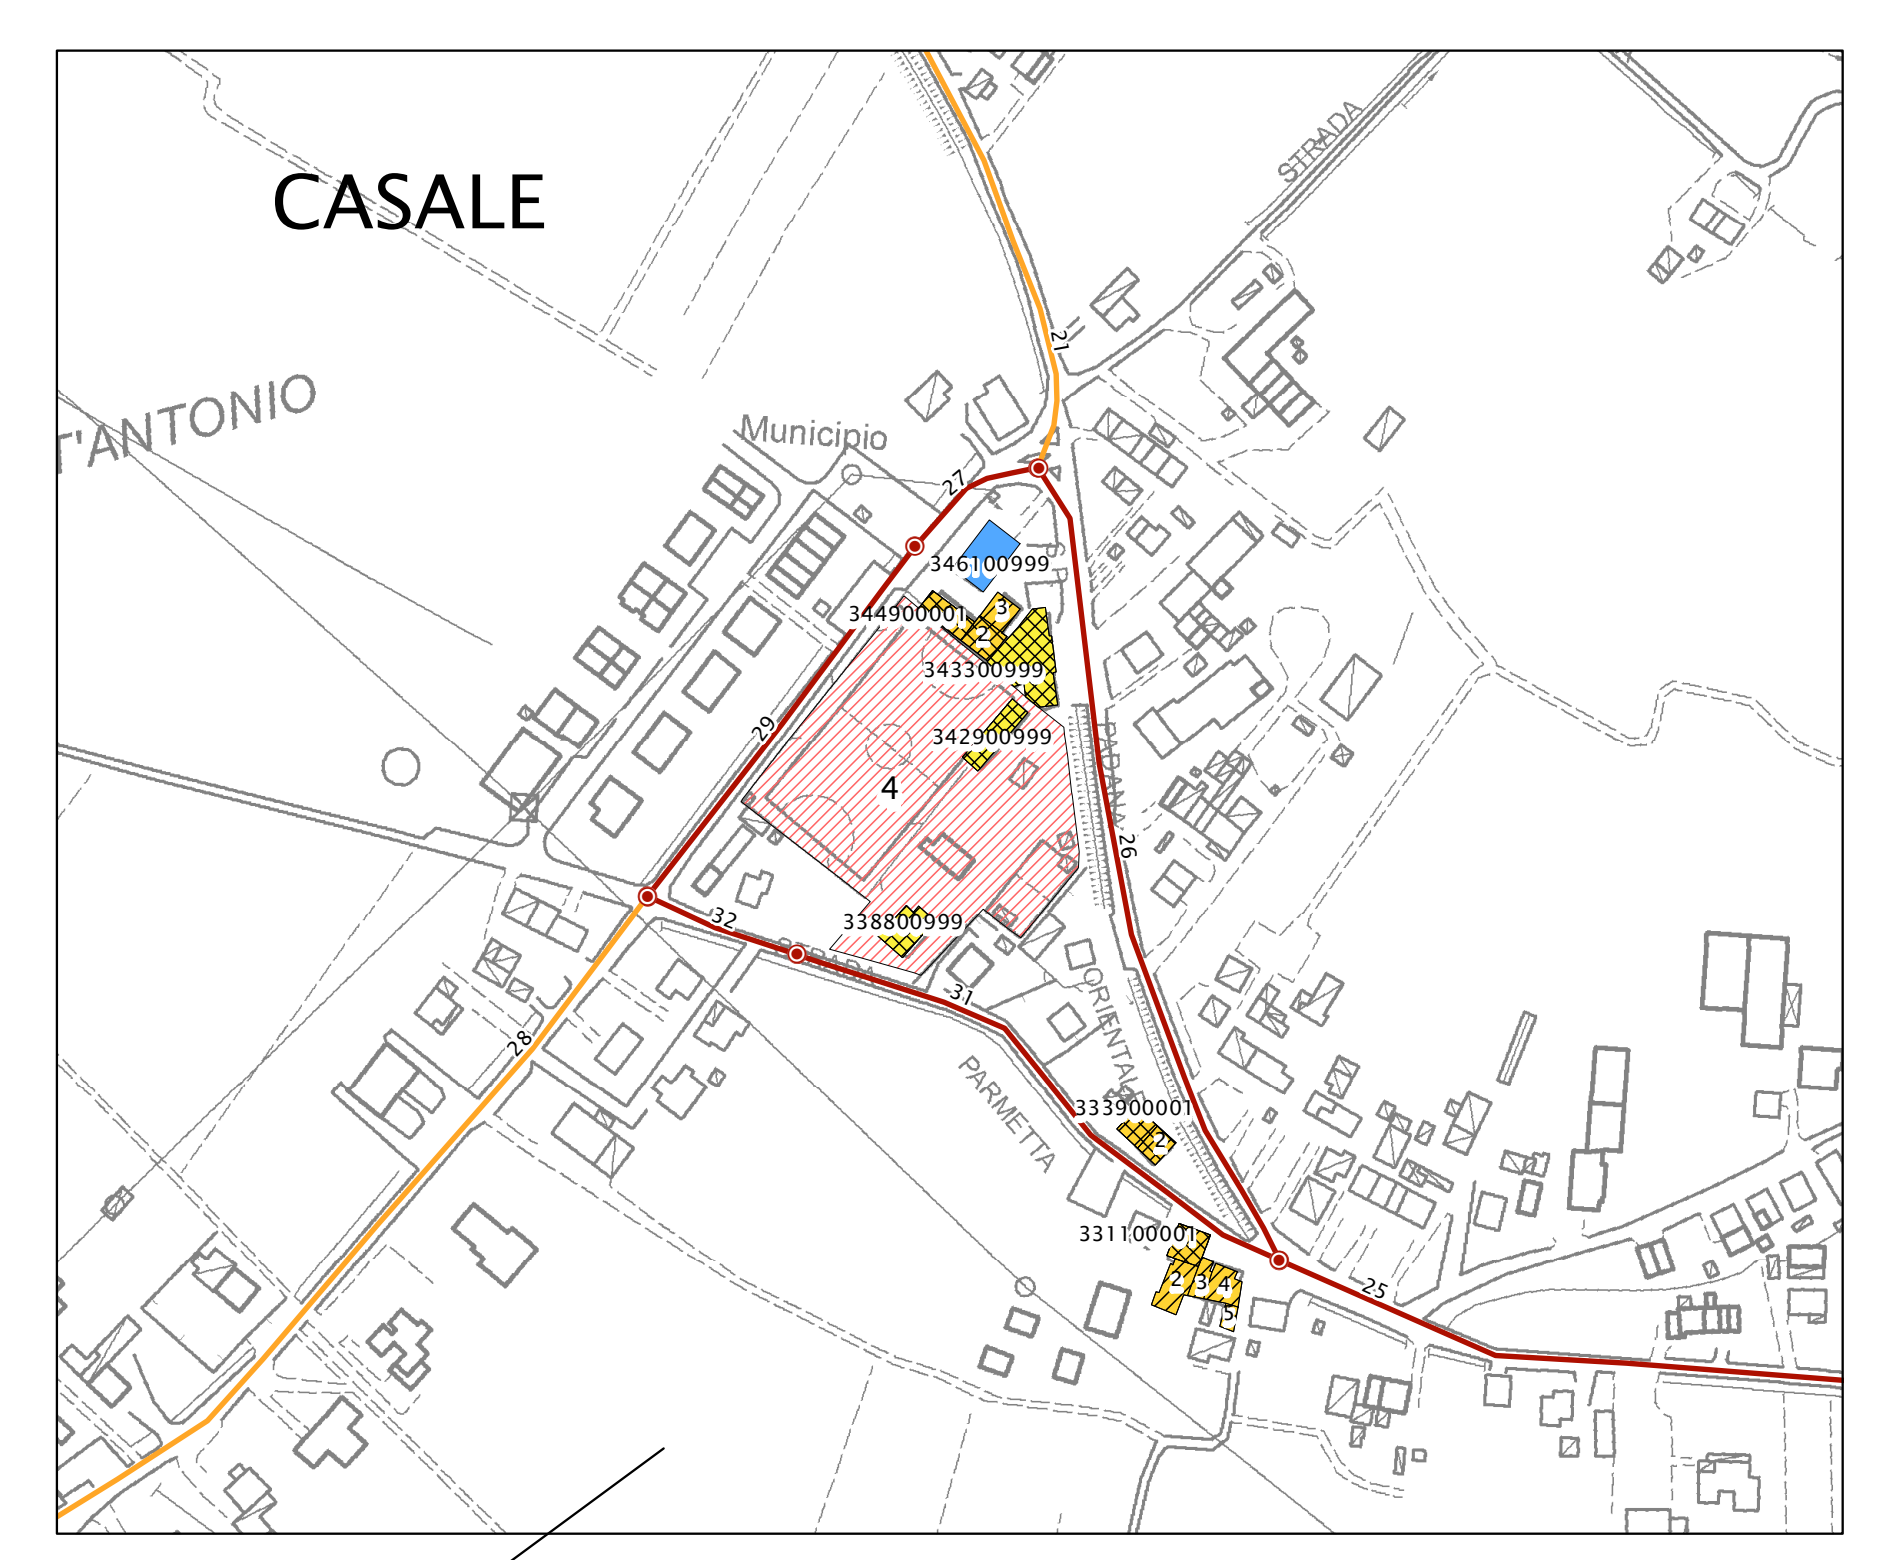 CASALE
STRADA
21
T'ANTONIO
Municipio
27
346100999
344900001
3
2
343300999
29
342900999
PADANA
4
26
32
338800999
STRADA
31
ORIENTALE
28
PARMETTA
333900001
2
331100001
2 3 4
5
25